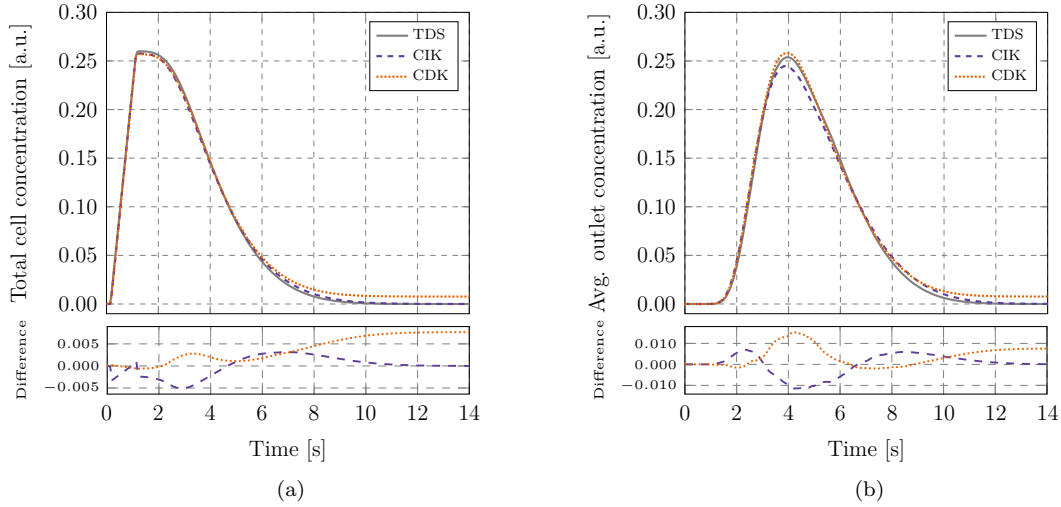 0.30
0.25
0.20
0.15
0.10
0.05
0.00
Total cell concentration [a.u.]
TDS
CIK
CDK
0.005
0.000
−0.005
Difference
0 2 4 6 8 10 12 14
Time [s]
(a)
0.30
0.25
0.20
0.15
0.10
0.05
0.00
Avg. outlet concentration [a.u.]
TDS
CIK
CDK
0.010
0.000
−0.010
Difference
0 2 4 6 8 10 12 14
Time [s]
(b)